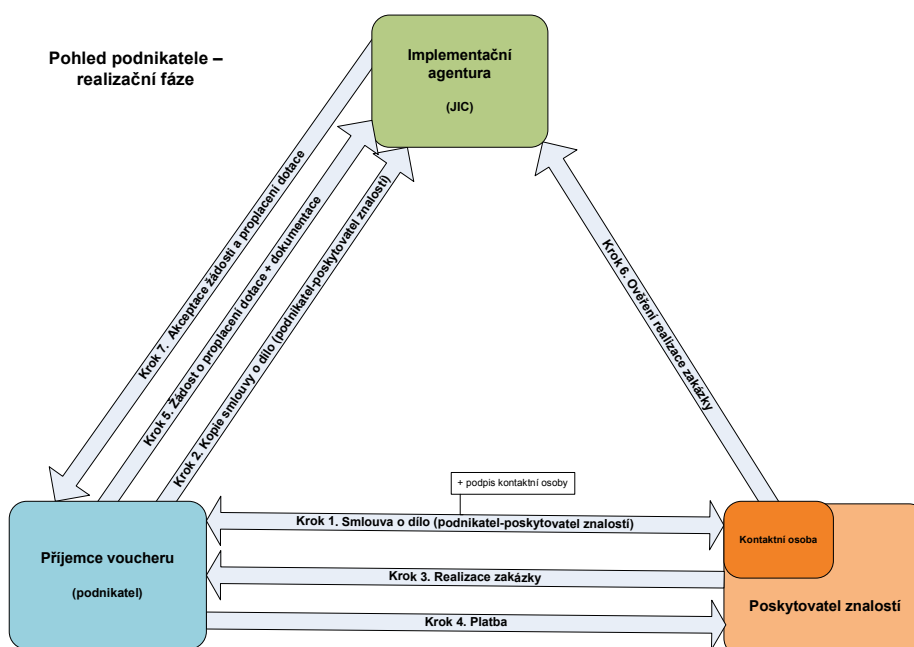 Pohled podnikatele –
realizační fáze
Implementační
agentura
(JIC)
Krok 7.  Akceptace žádosti a proplacení dotace
Krok 5. Žádost o proplacení dotace + dokumentace
Krok 2. Kopie smlouvy o dílo (podnikatel-poskytovatel znalostí)
Krok 6. Ověření realizace zakázky
+ podpis kontaktní osoby
Krok 1. Smlouva o dílo (podnikatel-poskytovatel znalostí)
Příjemce voucheru
(podnikatel)
Kontaktní osoba
Krok 3. Realizace zakázky
Poskytovatel znalostí
Krok 4. Platba